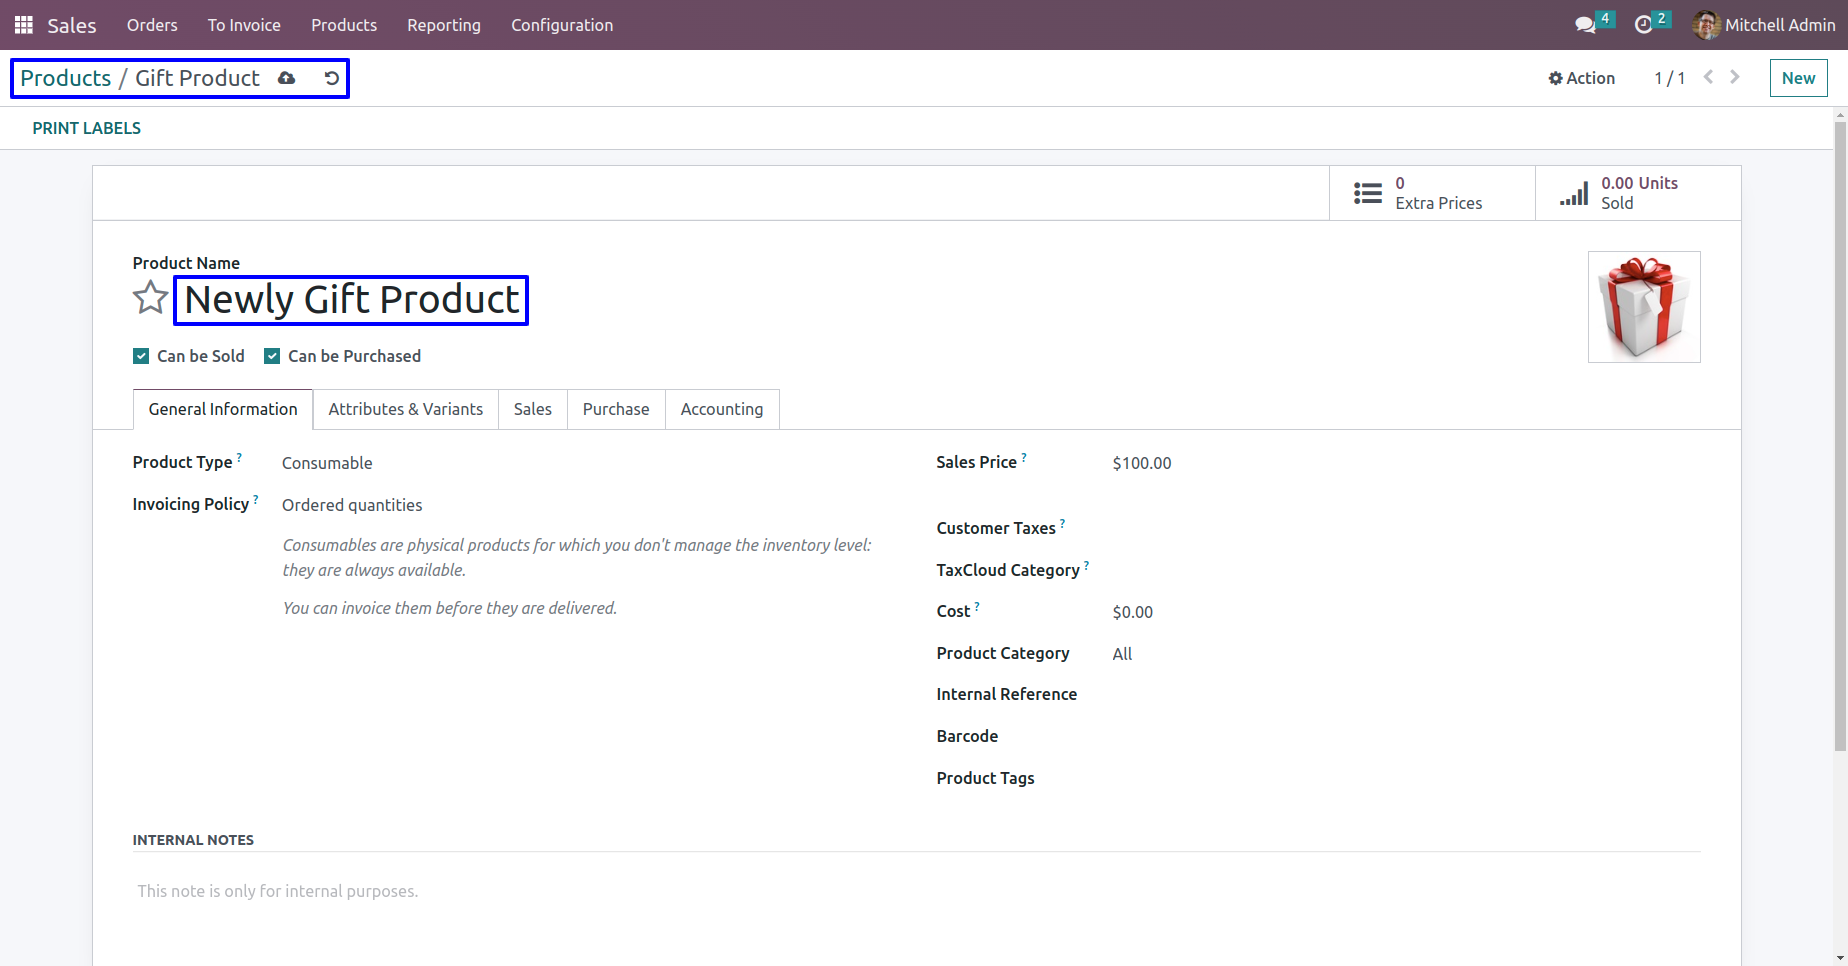 Sales Orders To Invoice Products Reporting Configuration 4 2 Mitchell Admin
Products / Gift Product Action 1 / 1 New
PRINT LABELS
0
Extra Prices
0.00 Units
Sold
Product Name
Newly Gift Product
Can be Sold Can be Purchased
General Information Attributes & Variants Sales Purchase Accounting
Product Type ? Consumable
Invoicing Policy ? Ordered quantities
Consumables are physical products for which you don't manage the inventory level:
they are always available.
You can invoice them before they are delivered.
Sales Price ? $100.00
Customer Taxes ?
TaxCloud Category ?
Cost ? $0.00
Product Category All
Internal Reference
Barcode
Product Tags
INTERNAL NOTES
This note is only for internal purposes.